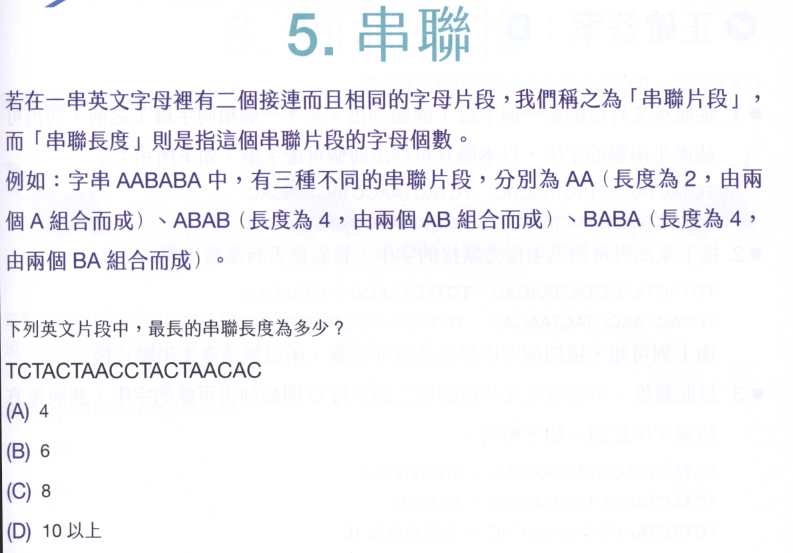 5. 串聯
若在一串英文字母裡有二個接連而且相同的字母片段，我們稱之為「串聯片段」，
而「串聯長度」則是指這個串聯片段的字母個數。
例如：字串 AABABA 中，有三種不同的串聯片段，分別為 AA（長度為 2，由兩
個 A 組合而成）、ABAB（長度為 4，由兩個 AB 組合而成）、BABA（長度為 4，
由兩個 BA 組合而成）。
下列英文片段中，最長的串聯長度為多少？
TCTACTAACCTACTAACAC
(A) 4
(B) 6
(C) 8
(D) 10 以上